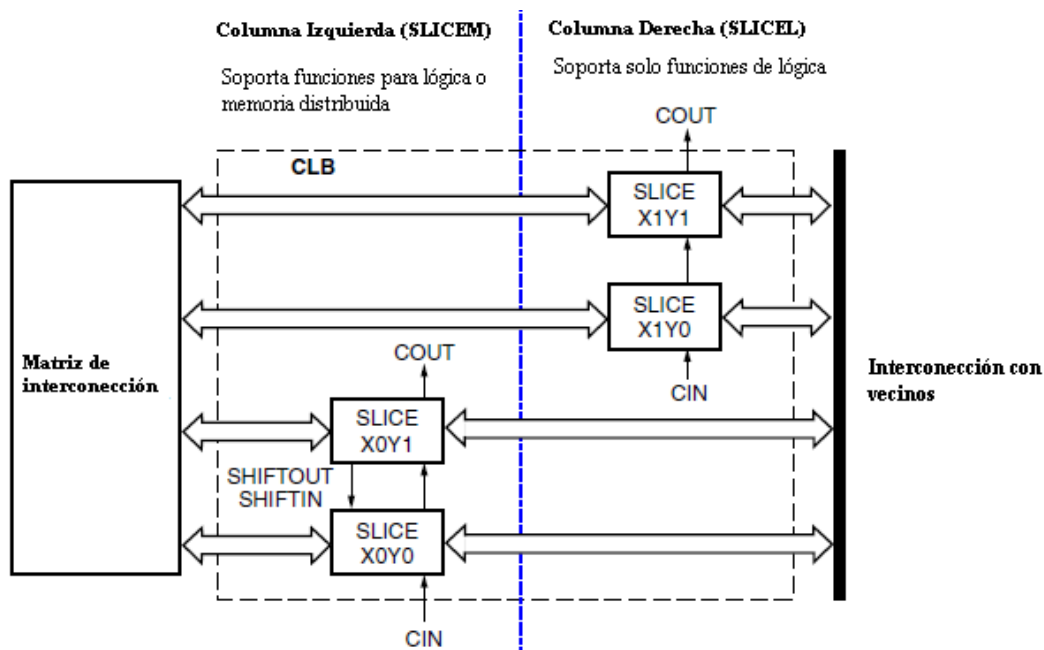 Columna Izquierda (SLICEM)
Soporta funciones para lógica o
memoria distribuida
Columna Derecha (SLICEL)
Soporta solo funciones de lógica
COUT
CLB
SLICE
X1Y1
SLICE
X1Y0
CIN
Matriz de
interconección
COUT
SLICE
X0Y1
SHIFTOUT
SHIFTIN
SLICE
X0Y0
CIN
Interconección con
vecinos